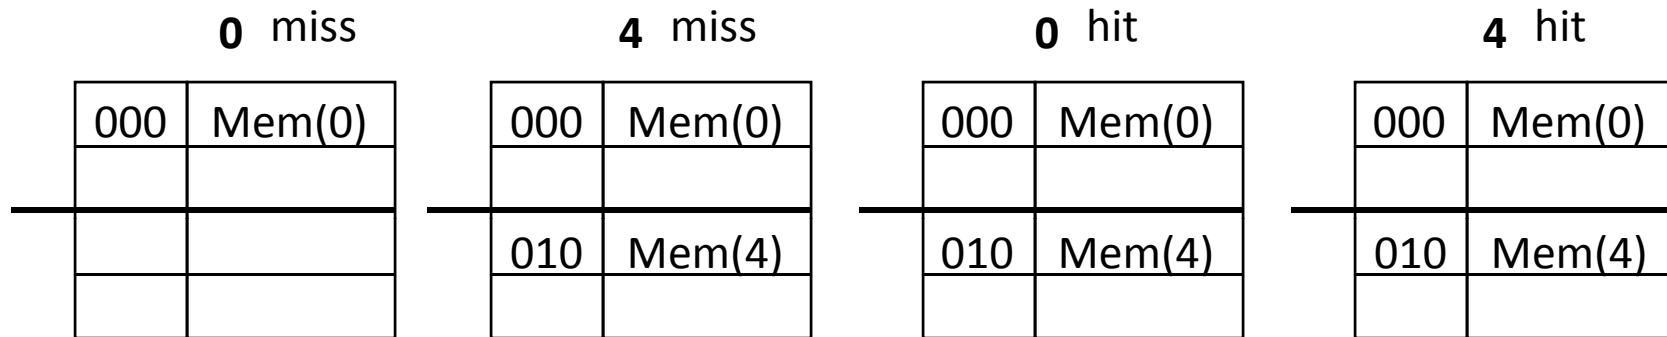 0 miss 4 miss 0 hit 4 hit
000 Mem(0) 000 Mem(0) 000 Mem(0) 000 Mem(0)
010 Mem(4) 010 Mem(4) 010 Mem(4)